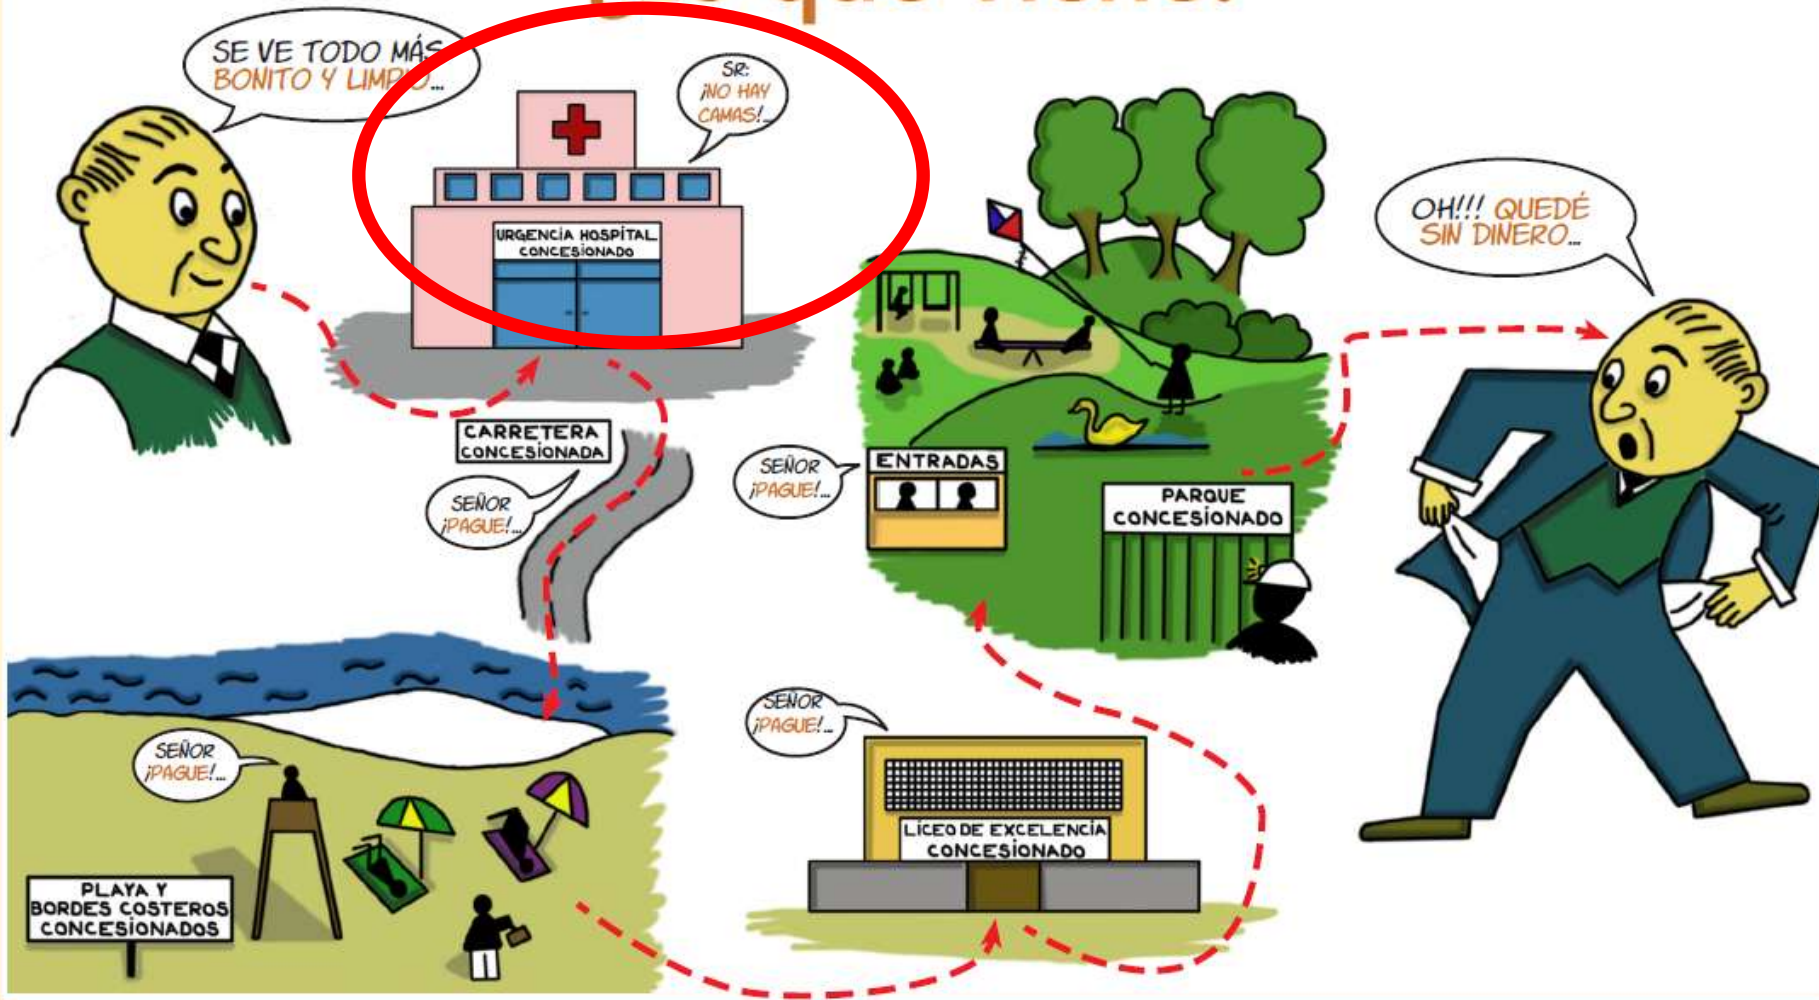 SE VE TODO MÁS
BONITO Y LIMPIO...
SR:
¡NO HAY
CAMAS!...
URGENCIA HOSPITAL
CONCESIONADO
CARRETERA
CONCESIONADA
SEÑOR
¡PAGUE!...
PLAYA Y
BORDES COSTEROS
CONCESIONADOS
SEÑOR
¡PAGUE!...
SEÑOR
¡PAGUE!...
LICEO DE EXCELENCIA
CONCESIONADO
SEÑOR
¡PAGUE!...
ENTRADAS
PARQUE
CONCESIONADO
OH!!! QUEDÉ
SIN DINERO...